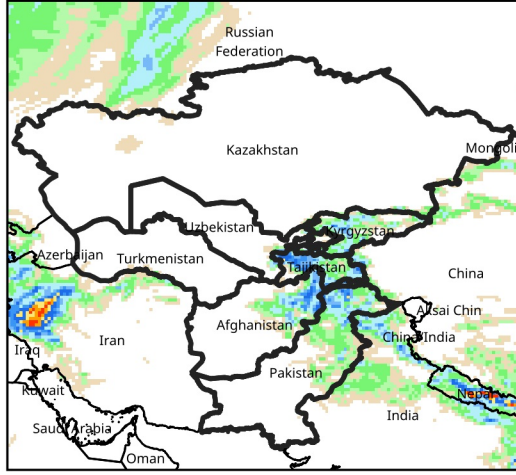 Russian
Federation
Kazakhstan
Mongoli
Uzbekistan
Kyrgyzstan
Azerbaijan
Turkmenistan
Tajikistan
China
Aksai Chin
Afghanistan
Iran
China/India
Iraq
Pakistan
Kuwait
Nepal
India
Saudi Arabia
Oman